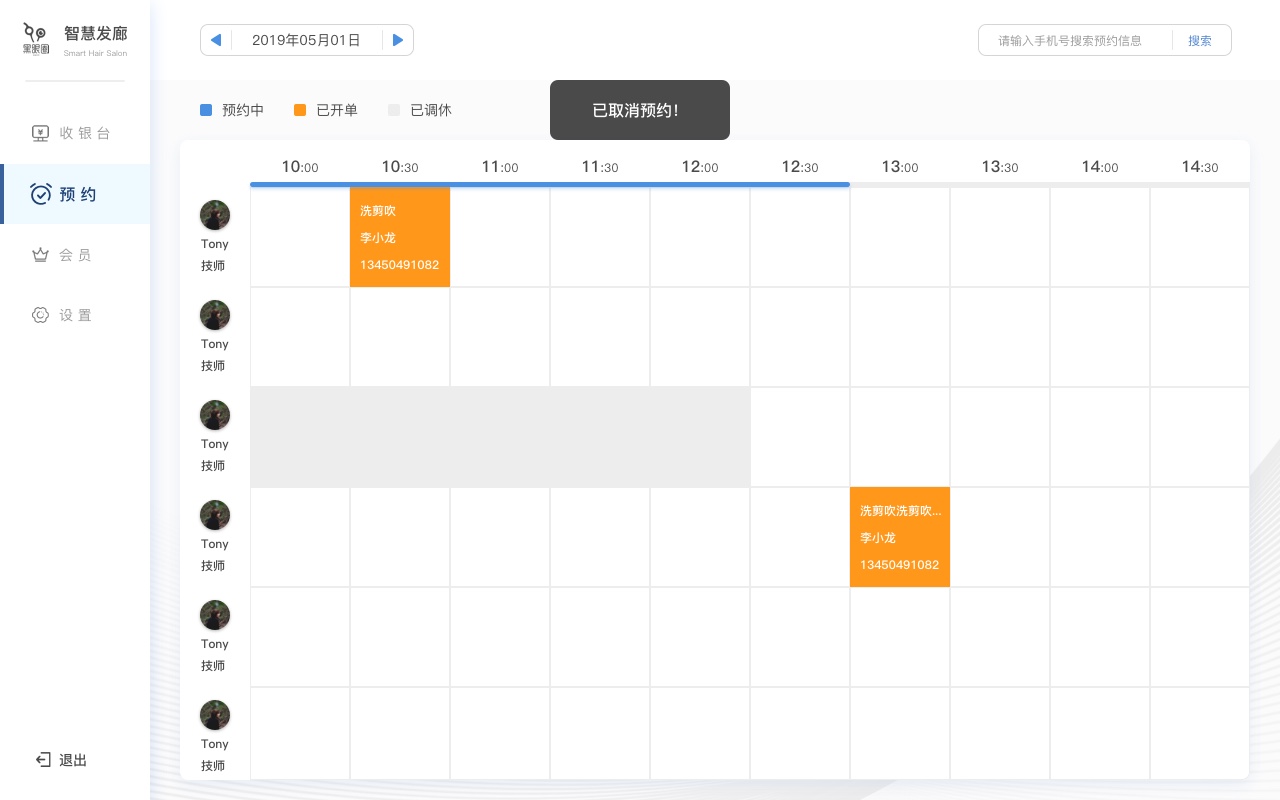 智慧发廊
黑眼圈
Smart Hair Salon
2019年05月01日
请输入手机号搜索预约信息
搜索
收银台
预约
会员
设置
退出
预约中
已开单
已调休
已取消预约！
10:00
10:30
11:00
11:30
12:00
12:30
13:00
13:30
14:00
14:30
Tony
技师
洗剪吹
李小龙
13450491082
Tony
技师
Tony
技师
Tony
技师
洗剪吹洗剪吹...
李小龙
13450491082
Tony
技师
Tony
技师